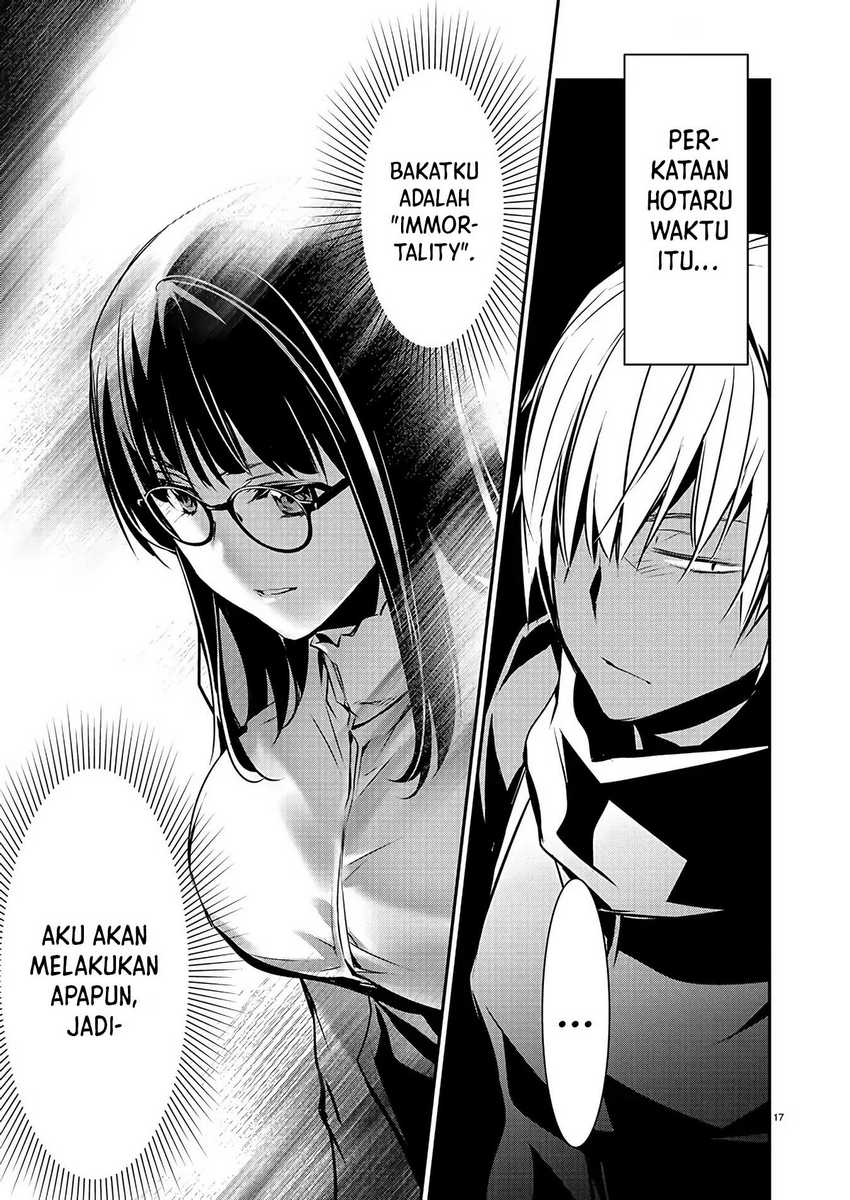 PER-
KATAAN
HOTARU
WAKTU
ITU...
...
BAKATKU
ADALAH
"IMMOR-
TALITY".
AKU AKAN
MELAKUKAN
APAPUN,
JADI-
17